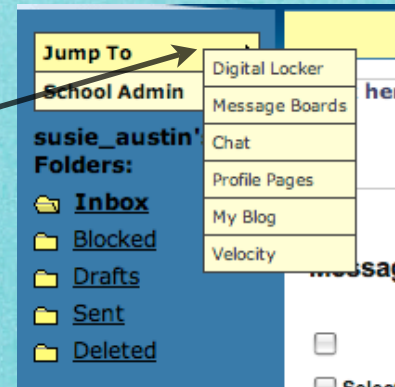 Jump To
School Admin
Digital Locker
Message Boards
Chat
Profile Pages
My Blog
Velocity
susie_austin'
Folders:
Inbox
Blocked
Drafts
Sent
Deleted